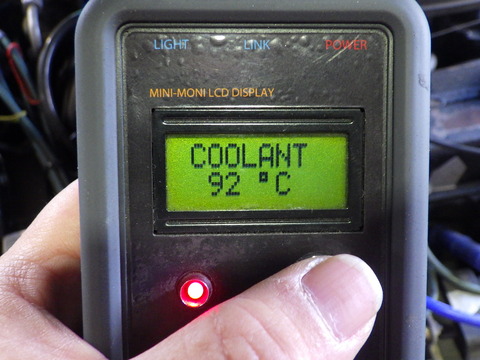 LIGHT LINK POWER
MINI-MONI LCD DISPLAY
COOLANT
92 °C